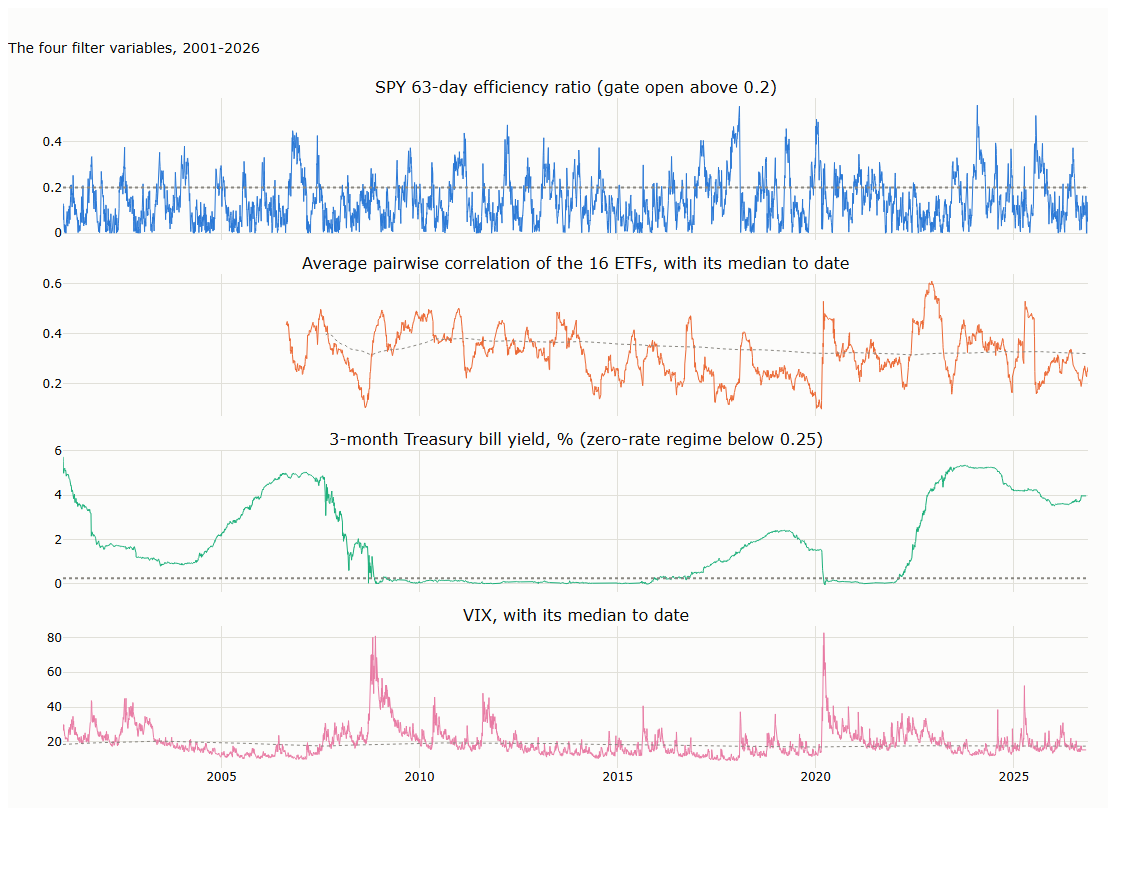 The four filter variables, 2001-2026
SPY 63-day efficiency ratio (gate open above 0.2)
0.4
0.2
0
Average pairwise correlation of the 16 ETFs, with its median to date
0.6
0.4
0.2
3-month Treasury bill yield, % (zero-rate regime below 0.25)
6
4
2
0
VIX, with its median to date
80
60
40
20
2005 2010 2015 2020 2025